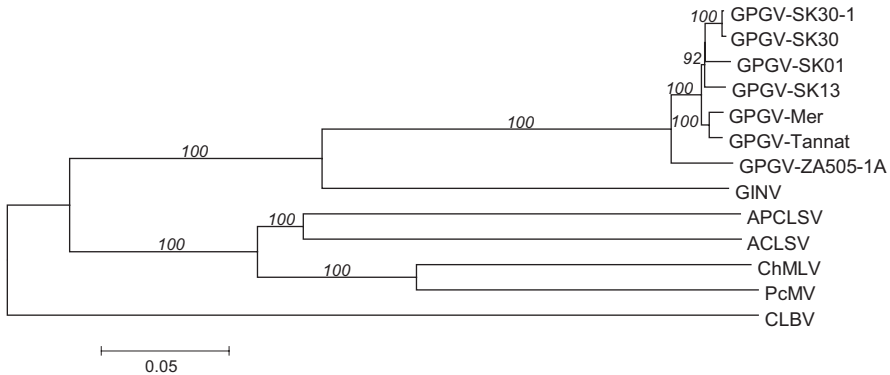 100 GPGV-SK30-1
GPGV-SK30
92 GPGV-SK01
100 GPGV-SK13
100 GPGV-Mer
100 GPGV-Tannat
100 GPGV-ZA505-1A
GINV
100 APCLSV
100 ACLSV
100 ChMLV
PcMV
CLBV
0.05